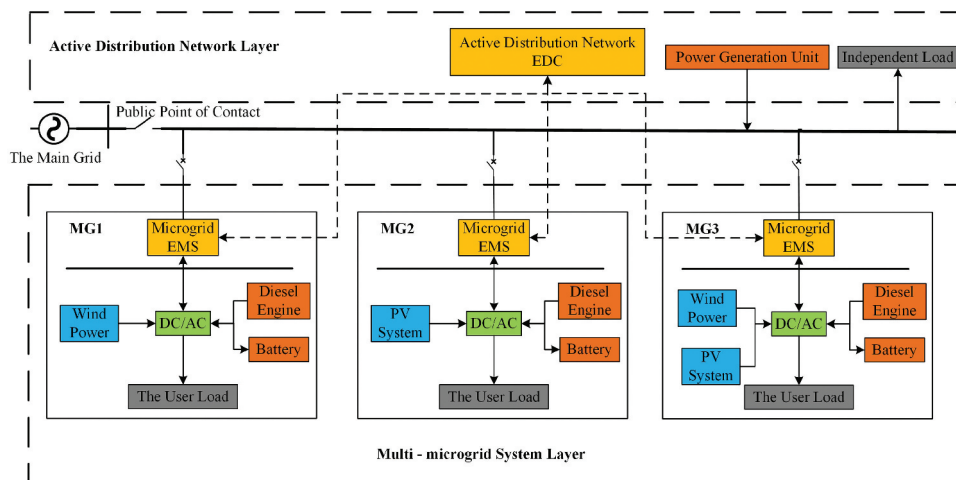 Active Distribution Network Layer
Active Distribution Network
EDC
Power Generation Unit
Independent Load
Public Point of Contact
The Main Grid
MG1
Microgrid
EMS
Wind
Power
DC/AC
Diesel
Engine
Battery
The User Load
MG2
Microgrid
EMS
PV
System
DC/AC
Diesel
Engine
Battery
The User Load
MG3
Microgrid
EMS
Wind
Power
PV
System
DC/AC
Diesel
Engine
Battery
The User Load
Multi - microgrid System Layer